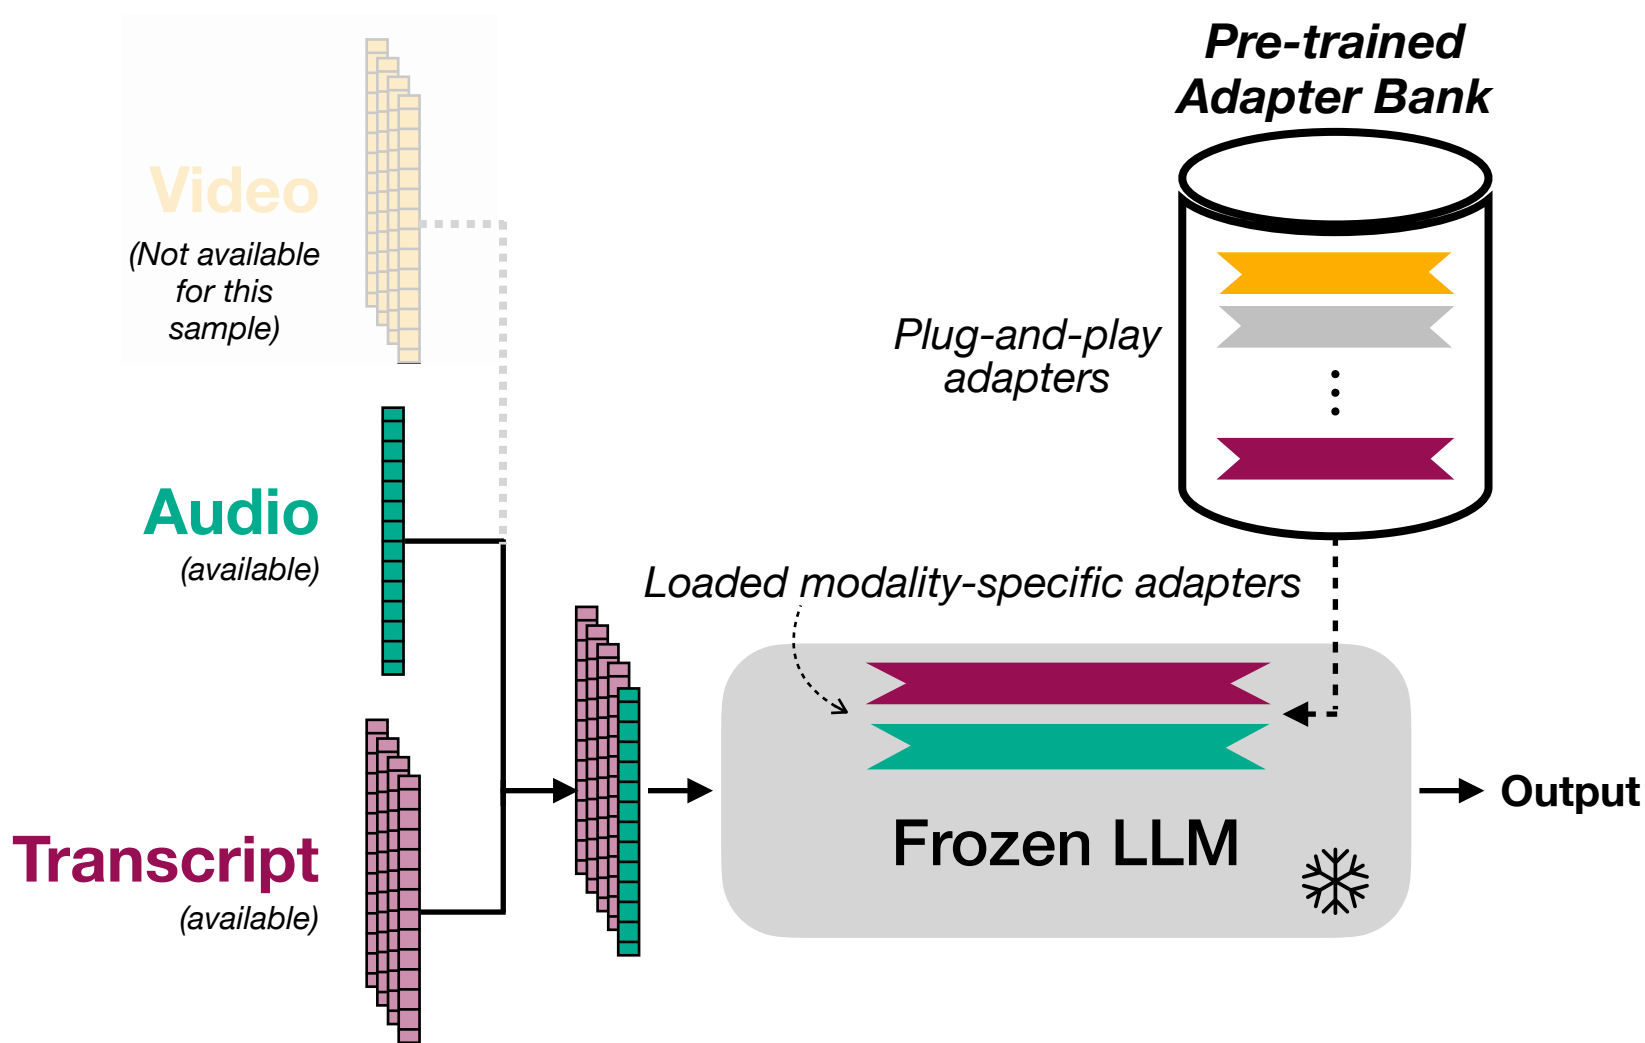 Pre-trained
Adapter Bank
Video
(Not available
for this
sample)
Plug-and-play
adapters
Audio
(available)
Loaded modality-specific adapters
Transcript
(available)
Frozen LLM
Output